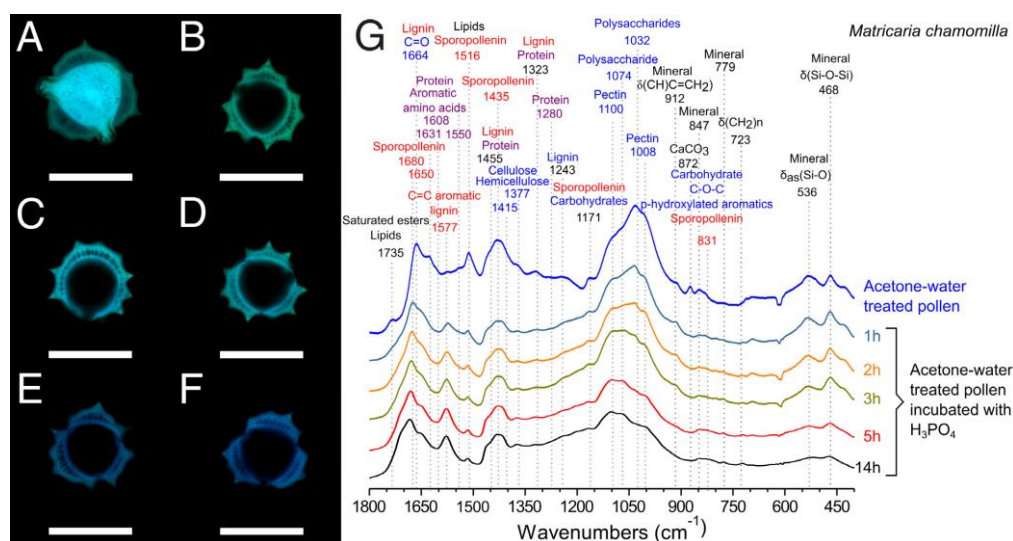 A
B
C
D
E
F
G
Matricaria chamomilla
Lignin
C=O
1664
Lipids
Sporopollenin
1516
Lignin
Protein
1323
Polysaccharides
1032
Polysaccharide
1074
Pectin
1100
Mineral
δ(CH)C=CH₂)
912
Mineral
779
Mineral
δ(Si-O-Si)
468
Protein
Aromatic
amino acids
1608
1631
1550
Sporopollenin
1435
Protein
1280
Mineral
847
δ(CH₂)n
723
Sporopollenin
1680
1650
Lignin
Protein
1455
Cellulose
Hemicellulose
1377
1415
Lignin
1243
Pectin
1008
CaCO₃
872
Carbohydrate
C-O-C
p-hydroxylated aromatics
Sporopollenin
831
Mineral
δas(Si-O)
536
C=C aromatic
lignin
1577
Sporopollenin
Carbohydrates
1171
Saturated esters
Lipids
1735
Acetone-water
treated pollen
1h
2h
3h
5h
14h
Acetone-water
treated pollen
incubated with
H₃PO₄
1800 1650 1500 1350 1200 1050 900 750 600 450
Wavenumbers (cm⁻¹)